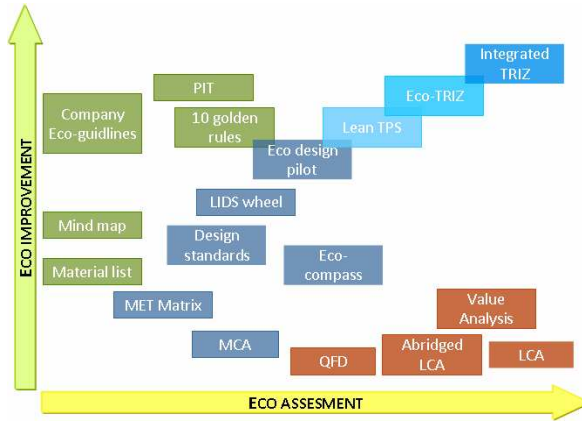 Integrated
TRIZ
PIT
Eco-TRIZ
Company
Eco-guidlines
10 golden
rules
Lean TPS
Eco design
pilot
LIDS wheel
Mind map
Design
standards
Eco-
compass
Material list
MET Matrix
Value
Analysis
MCA
QFD
Abridged
LCA
LCA
ECO IMPROVEMENT
ECO ASSESMENT